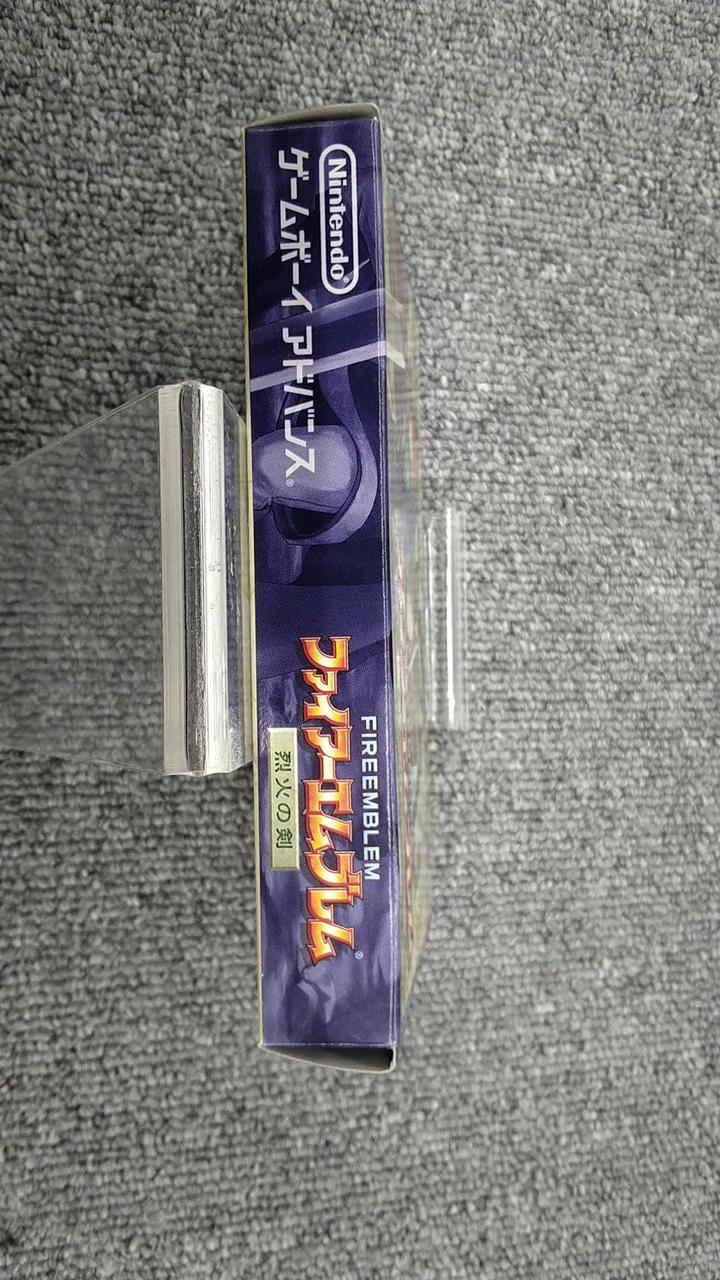 Nintendo®
ゲームボーイ アドバンス®
FIREEMBLEM
ファイアーエムブレム®
烈火の剣